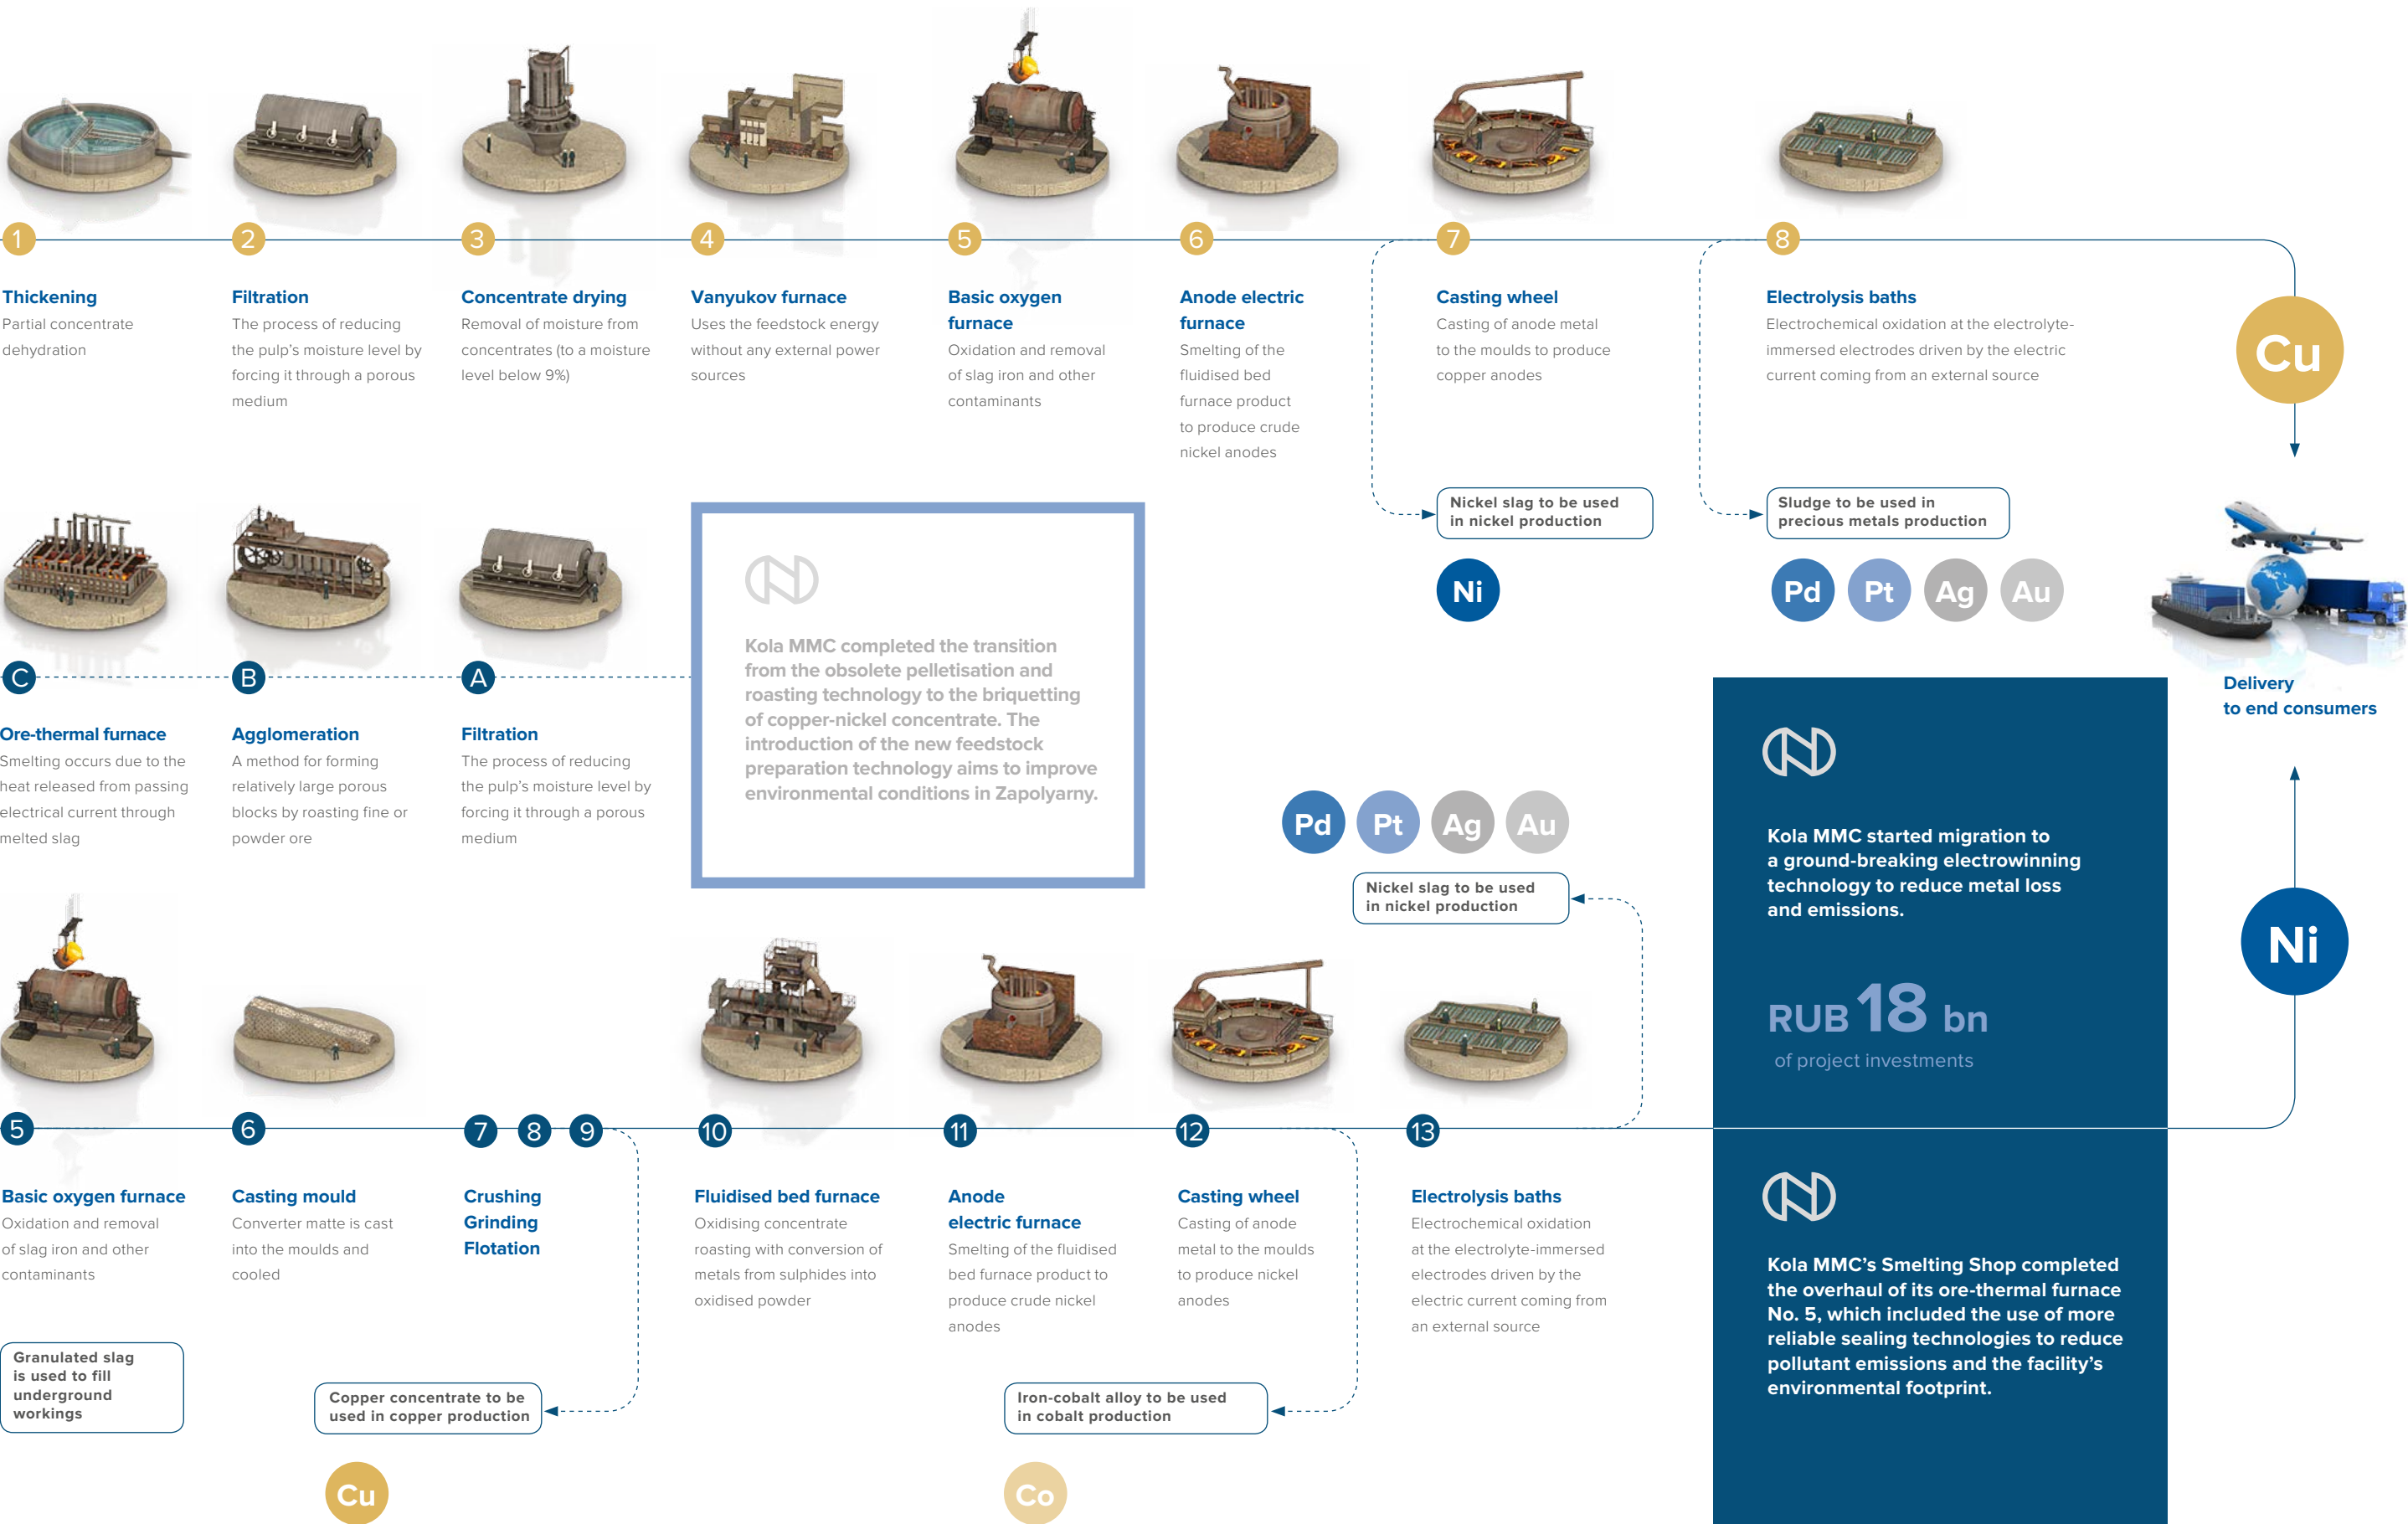 1
Thickening
Partial concentrate
dehydration
2
Filtration
The process of reducing
the pulp's moisture level by
forcing it through a porous
medium
3
Concentrate drying
Removal of moisture from
concentrates (to a moisture
level below 9%)
4
Vanyukov furnace
Uses the feedstock energy
without any external power
sources
5
Basic oxygen
furnace
Oxidation and removal
of slag iron and other
contaminants
6
Anode electric
furnace
Smelting of the
fluidised bed
furnace product
to produce crude
nickel anodes
7
Casting wheel
Casting of anode metal
to the moulds to produce
copper anodes
8
Electrolysis baths
Electrochemical oxidation at the electrolyte-
immersed electrodes driven by the electric
current coming from an external source
Cu
Nickel slag to be used
in nickel production
Ni
Sludge to be used in
precious metals production
Pd Pt Ag Au
Delivery
to end consumers
C
Ore-thermal furnace
Smelting occurs due to the
heat released from passing
electrical current through
melted slag
B
Agglomeration
A method for forming
relatively large porous
blocks by roasting fine or
powder ore
A
Filtration
The process of reducing
the pulp's moisture level by
forcing it through a porous
medium
Kola MMC completed the transition
from the obsolete pelletisation and
roasting technology to the briquetting
of copper-nickel concentrate. The
introduction of the new feedstock
preparation technology aims to improve
environmental conditions in Zapolyarny.
Pd Pt Ag Au
Nickel slag to be used
in nickel production
Kola MMC started migration to
a ground-breaking electrowinning
technology to reduce metal loss
and emissions.
RUB 18 bn
of project investments
Ni
5
Basic oxygen furnace
Oxidation and removal
of slag iron and other
contaminants
Granulated slag
is used to fill
underground
workings
6
Casting mould
Converter matte is cast
into the moulds and
cooled
7 8 9
Crushing
Grinding
Flotation
Copper concentrate to be
used in copper production
Cu
10
Fluidised bed furnace
Oxidising concentrate
roasting with conversion of
metals from sulphides into
oxidised powder
11
Anode
electric furnace
Smelting of the fluidised
bed furnace product to
produce crude nickel
anodes
12
Casting wheel
Casting of anode
metal to the moulds
to produce nickel
anodes
Iron-cobalt alloy to be used
in cobalt production
Co
13
Electrolysis baths
Electrochemical oxidation
at the electrolyte-immersed
electrodes driven by the
electric current coming from
an external source
Kola MMC's Smelting Shop completed
the overhaul of its ore-thermal furnace
No. 5, which included the use of more
reliable sealing technologies to reduce
pollutant emissions and the facility's
environmental footprint.